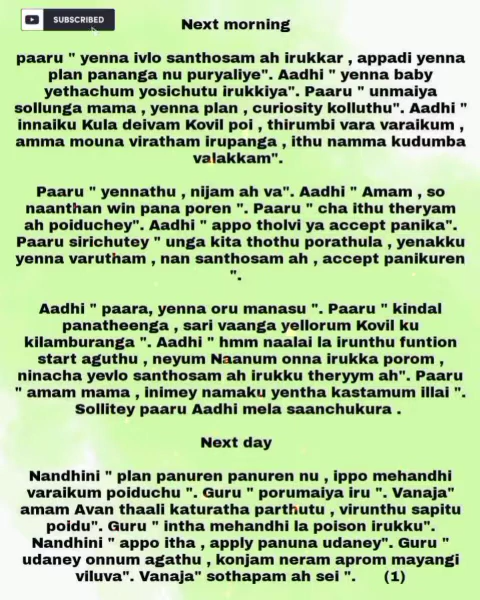 SUBSCRIBED
Next morning
paaru " yenna ivlo santhosam ah irukkar , appadi yenna
plan pananga nu puryaliye". Aadhi " yenna baby
yethachum yosichutu irukkiya". Paaru " unmaiya
sollunga mama , yenna plan , curiosity kolluthu". Aadhi "
innaiku Kula deivam Kovil poi , thirumbi vara varaikum ,
amma mouna viratham irupanga , ithu namma kudumba
valakkam".
Paaru " yennathu , nijam ah va". Aadhi " Amam , so
naanthan win pana poren ". Paaru " cha ithu theryam
ah poiduchey". Aadhi " appo tholvi ya accept panika".
Paaru sirichutey " unga kita thothu porathula , yenakku
yenna varutham , nan santhosam ah , accept panikuren
".
Aadhi " paara, yenna oru manasu ". Paaru " kindal
panatheenga , sari vaanga yellorum Kovil ku
kilamburanga ". Aadhi " hmm naalai la irunthu funtion
start aguthu , neyum Naanum onna irukka porom ,
ninacha yevlo santhosam ah irukku theryym ah". Paaru
" amam mama , inimey namaku yentha kastamum illai ".
Sollitey paaru Aadhi mela saanchukura .
Next day
Nandhini " plan panuren panuren nu , ippo mehandhi
varaikum poiduchu ". Guru " porumaiya iru ". Vanaja"
amam Avan thaali katuratha parthutu , virunthu sapitu
poidu". Guru " intha mehandhi la poison irukku".
Nandhini " appo itha , apply panuna udaney". Guru "
udaney onnum agathu , konjam neram aprom mayangi
viluva". Vanaja" sothapam ah sei ". (1)